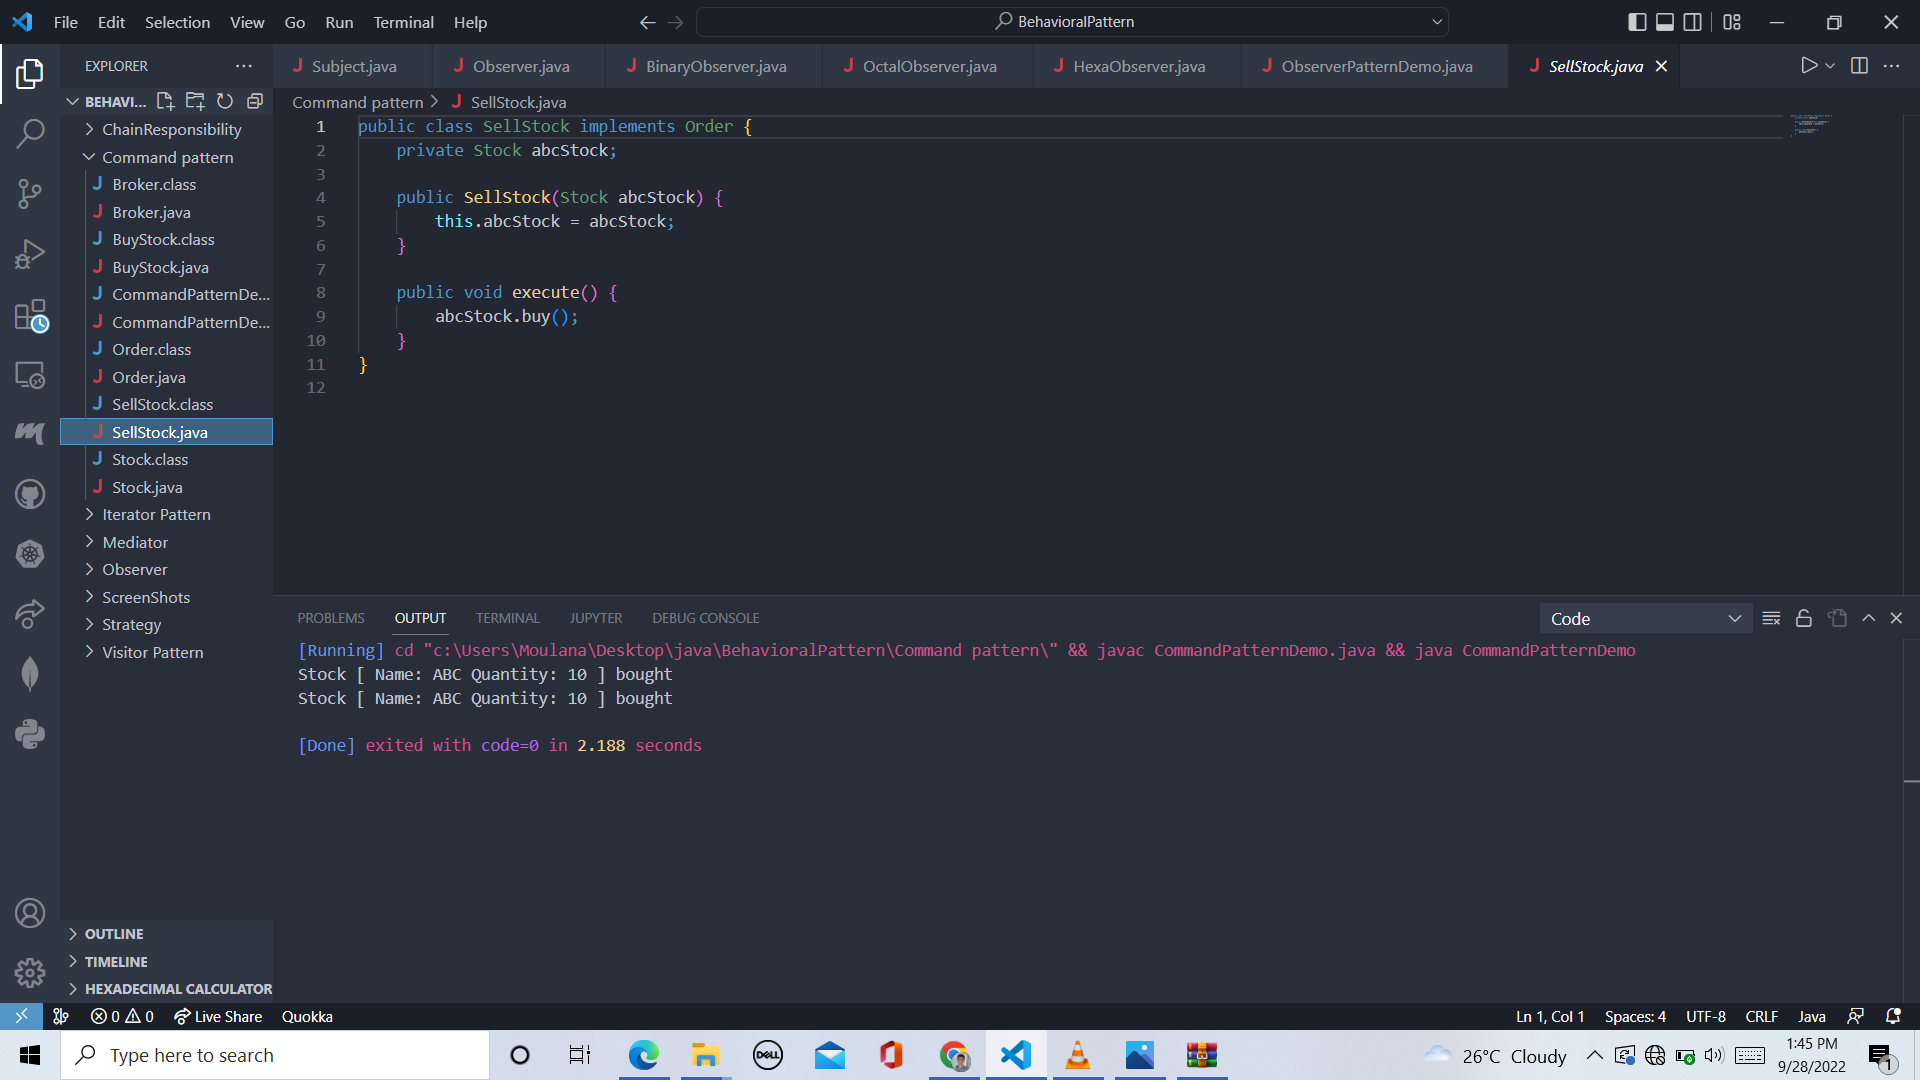 File Edit Selection View Go Run Terminal Help
BehavioralPattern
EXPLORER
Subject.java
Observer.java
BinaryObserver.java
OctalObserver.java
HexaObserver.java
ObserverPatternDemo.java
SellStock.java
BEHAVI...
Command pattern > SellStock.java
ChainResponsibility
Command pattern
Broker.class
Broker.java
BuyStock.class
BuyStock.java
CommandPatternDe...
CommandPatternDe...
Order.class
Order.java
SellStock.class
SellStock.java
Stock.class
Stock.java
Iterator Pattern
Mediator
Observer
ScreenShots
Strategy
Visitor Pattern
OUTLINE
TIMELINE
HEXADECIMAL CALCULATOR
1 public class SellStock implements Order {
2 private Stock abcStock;
3
4 public SellStock(Stock abcStock) {
5 this.abcStock = abcStock;
6 }
7
8 public void execute() {
9 abcStock.buy();
10 }
11 }
12
PROBLEMS OUTPUT TERMINAL JUPYTER DEBUG CONSOLE
Code
[Running] cd "c:\Users\Moulana\Desktop\java\BehavioralPattern\Command pattern\" && javac CommandPatternDemo.java && java CommandPatternDemo
Stock [ Name: ABC Quantity: 10 ] bought
Stock [ Name: ABC Quantity: 10 ] bought
[Done] exited with code=0 in 2.188 seconds
0 0 Live Share Quokka
Ln 1, Col 1 Spaces: 4 UTF-8 CRLF Java
Type here to search
DELL
26°C Cloudy
1:45 PM
9/28/2022
1